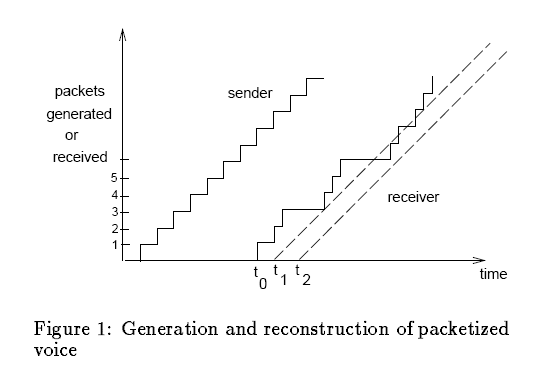 packets
generated
or
received
sender
5
4
3
2
1
receiver
t0 t1 t2
time
Figure 1: Generation and reconstruction of packetized
voice